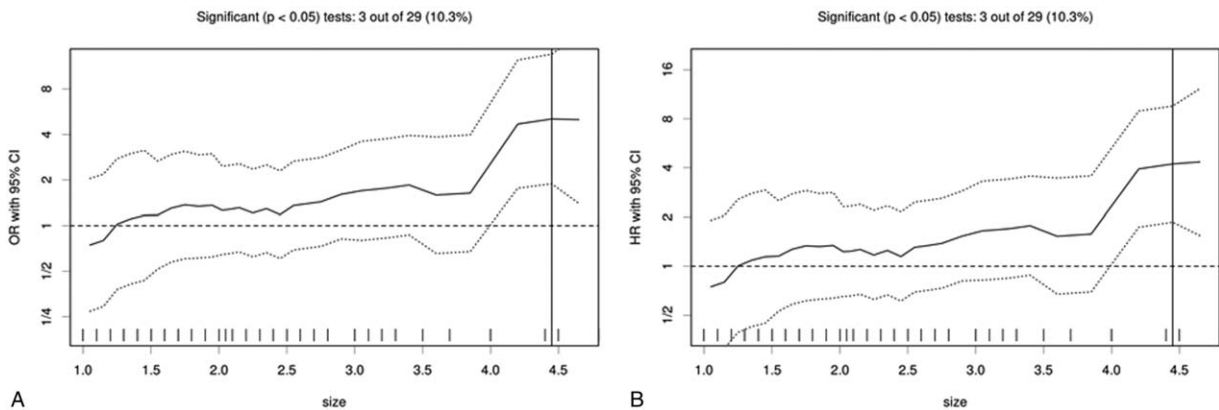 Significant (p < 0.05) tests: 3 out of 29 (10.3%)
OR with 95% CI
8
4
2
1
1/2
1/4
1.0 1.5 2.0 2.5 3.0 3.5 4.0 4.5
size
A
Significant (p < 0.05) tests: 3 out of 29 (10.3%)
HR with 95% CI
16
8
4
2
1
1/2
1.0 1.5 2.0 2.5 3.0 3.5 4.0 4.5
size
B